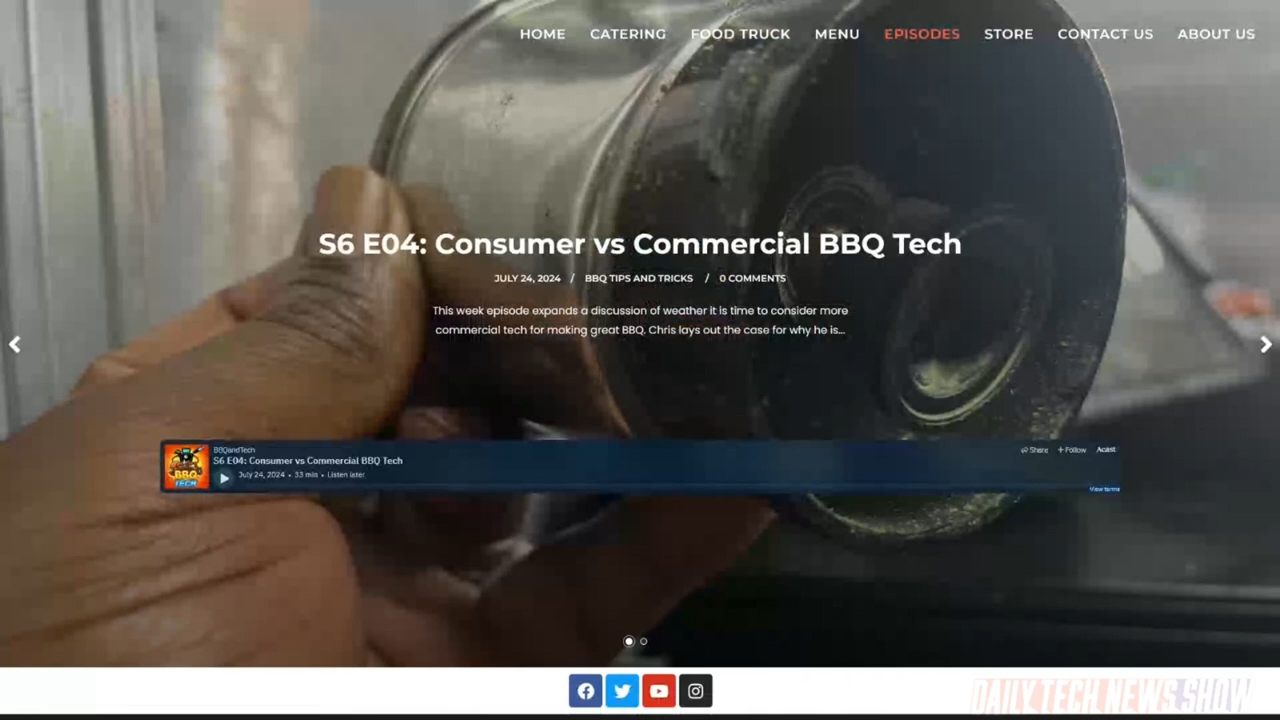 HOME CATERING FOOD TRUCK MENU EPISODES STORE CONTACT US ABOUT US
S6 E04: Consumer vs Commercial BBQ Tech
JULY 24, 2024 / BBQ TIPS AND TRICKS / 0 COMMENTS
This week episode expands a discussion of weather it is time to consider more
commercial tech for making great BBQ. Chris lays out the case for why he is...
BBQ
TECH
BBQandTech
S6 E04: Consumer vs Commercial BBQ Tech
July 24, 2024 • 33 min • Listen later
Share + Follow Acast
View terms
DAILY TECH NEWS SHOW